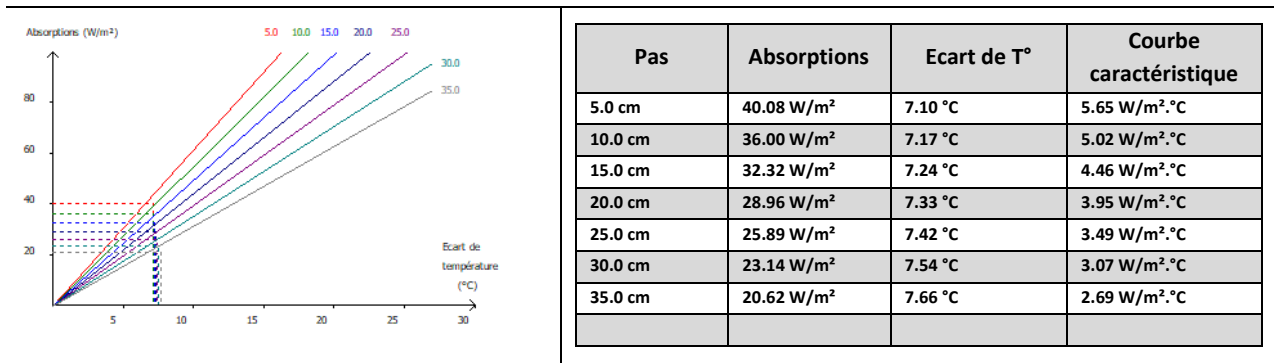 Absorptions (W/m²)
5.0 10.0 15.0 20.0 25.0
30.0
35.0
80
60
40
20
Ecart de
température
(°C)
5 10 15 20 25 30
Pas Absorptions Ecart de T° Courbe
caractéristique
5.0 cm 40.08 W/m² 7.10 °C 5.65 W/m².°C
10.0 cm 36.00 W/m² 7.17 °C 5.02 W/m².°C
15.0 cm 32.32 W/m² 7.24 °C 4.46 W/m².°C
20.0 cm 28.96 W/m² 7.33 °C 3.95 W/m².°C
25.0 cm 25.89 W/m² 7.42 °C 3.49 W/m².°C
30.0 cm 23.14 W/m² 7.54 °C 3.07 W/m².°C
35.0 cm 20.62 W/m² 7.66 °C 2.69 W/m².°C